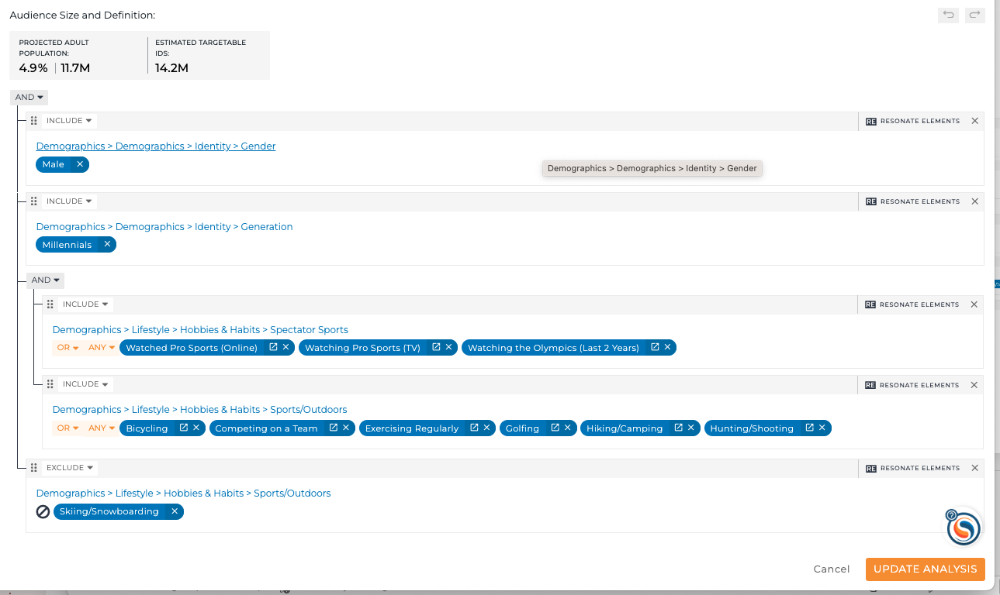 Audience Size and Definition:
PROJECTED ADULT
POPULATION:
4.9% | 11.7M
ESTIMATED TARGETABLE
IDS:
14.2M
AND
INCLUDE
RE RESONATE ELEMENTS
Demographics > Demographics > Identity > Gender
Male
Demographics > Demographics > Identity > Gender
INCLUDE
RE RESONATE ELEMENTS
Demographics > Demographics > Identity > Generation
Millennials
AND
INCLUDE
RE RESONATE ELEMENTS
Demographics > Lifestyle > Hobbies & Habits > Spectator Sports
OR ANY Watched Pro Sports (Online) Watching Pro Sports (TV) Watching the Olympics (Last 2 Years)
INCLUDE
RE RESONATE ELEMENTS
Demographics > Lifestyle > Hobbies & Habits > Sports/Outdoors
OR ANY Bicycling Competing on a Team Exercising Regularly Golfing Hiking/Camping Hunting/Shooting
EXCLUDE
RE RESONATE ELEMENTS
Demographics > Lifestyle > Hobbies & Habits > Sports/Outdoors
Skiing/Snowboarding
?
Cancel
UPDATE ANALYSIS